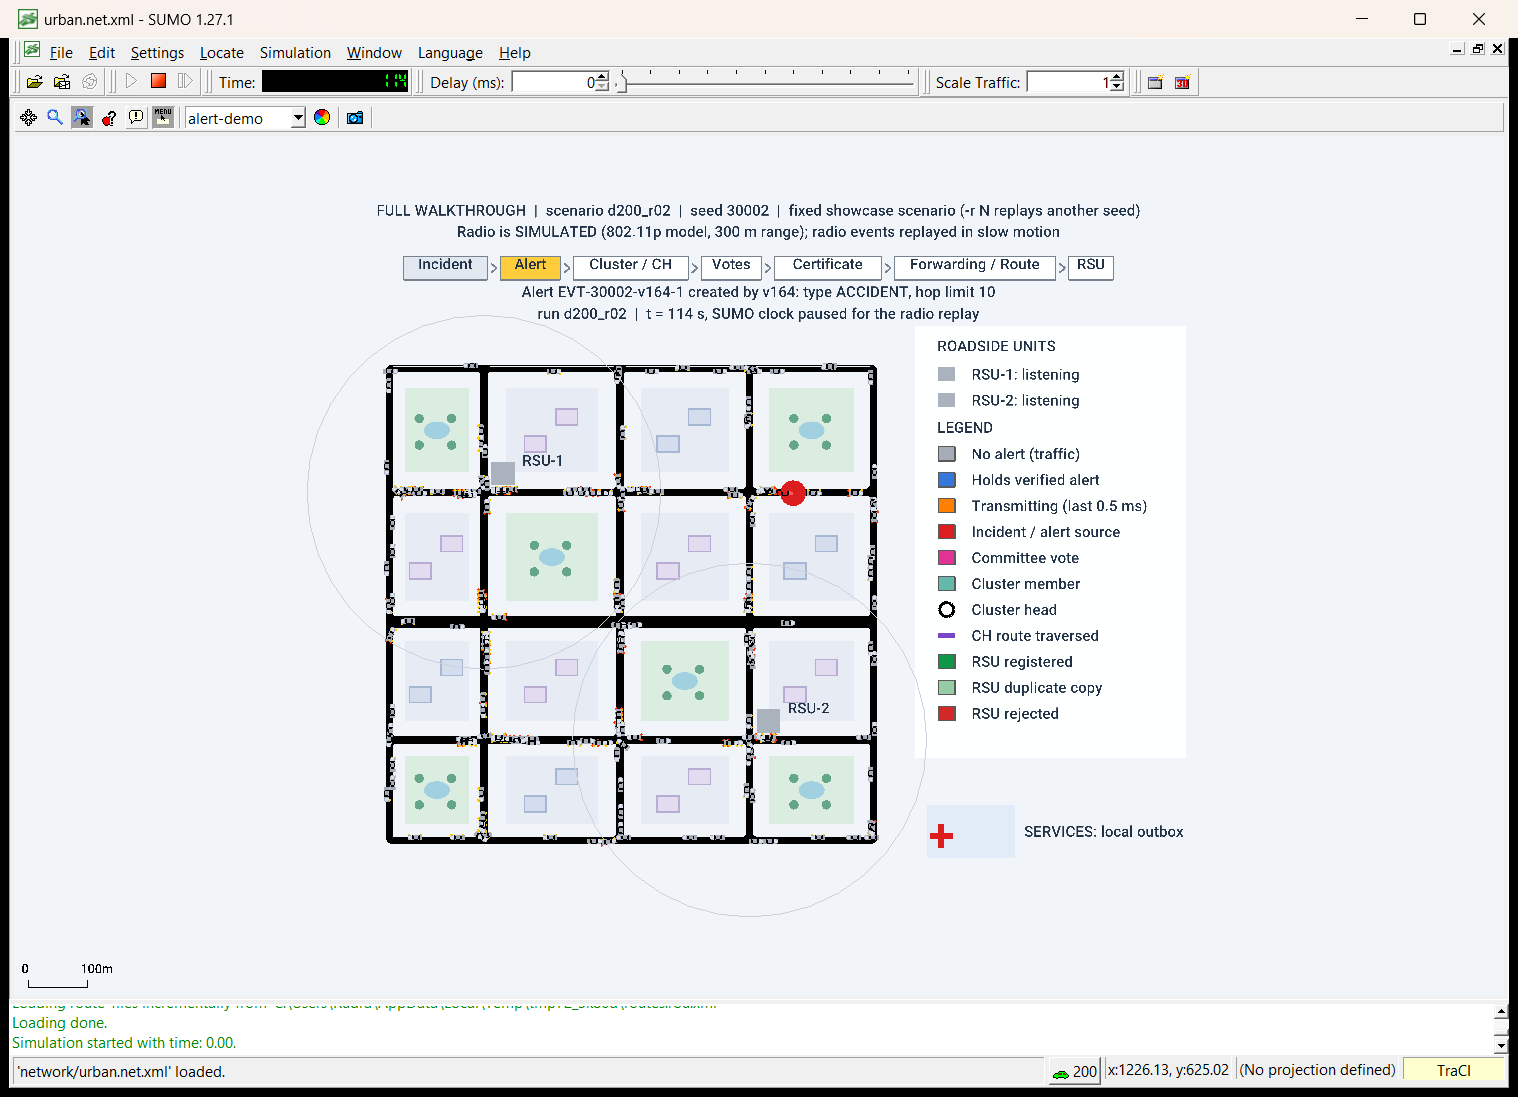 urban.net.xml - SUMO 1.27.1
File Edit Settings Locate Simulation Window Language Help
Time: 114 Delay (ms): 0 Scale Traffic: 1
MENU
alert-demo
FULL WALKTHROUGH | scenario d200_r02 | seed 30002 | fixed showcase scenario (-r N replays another seed)
Radio is SIMULATED (802.11p model, 300 m range); radio events replayed in slow motion
Incident > Alert > Cluster / CH > Votes > Certificate > Forwarding / Route > RSU
Alert EVT-30002-v164-1 created by v164: type ACCIDENT, hop limit 10
run d200_r02 | t = 114 s, SUMO clock paused for the radio replay
ROADSIDE UNITS
RSU-1: listening
RSU-2: listening
LEGEND
No alert (traffic)
Holds verified alert
Transmitting (last 0.5 ms)
Incident / alert source
Committee vote
Cluster member
Cluster head
CH route traversed
RSU registered
RSU duplicate copy
RSU rejected
RSU-1
RSU-2
SERVICES: local outbox
0 100m
Loading done.
Simulation started with time: 0.00.
'network/urban.net.xml' loaded.
200
x:1226.13, y:625.02
(No projection defined)
TraCI